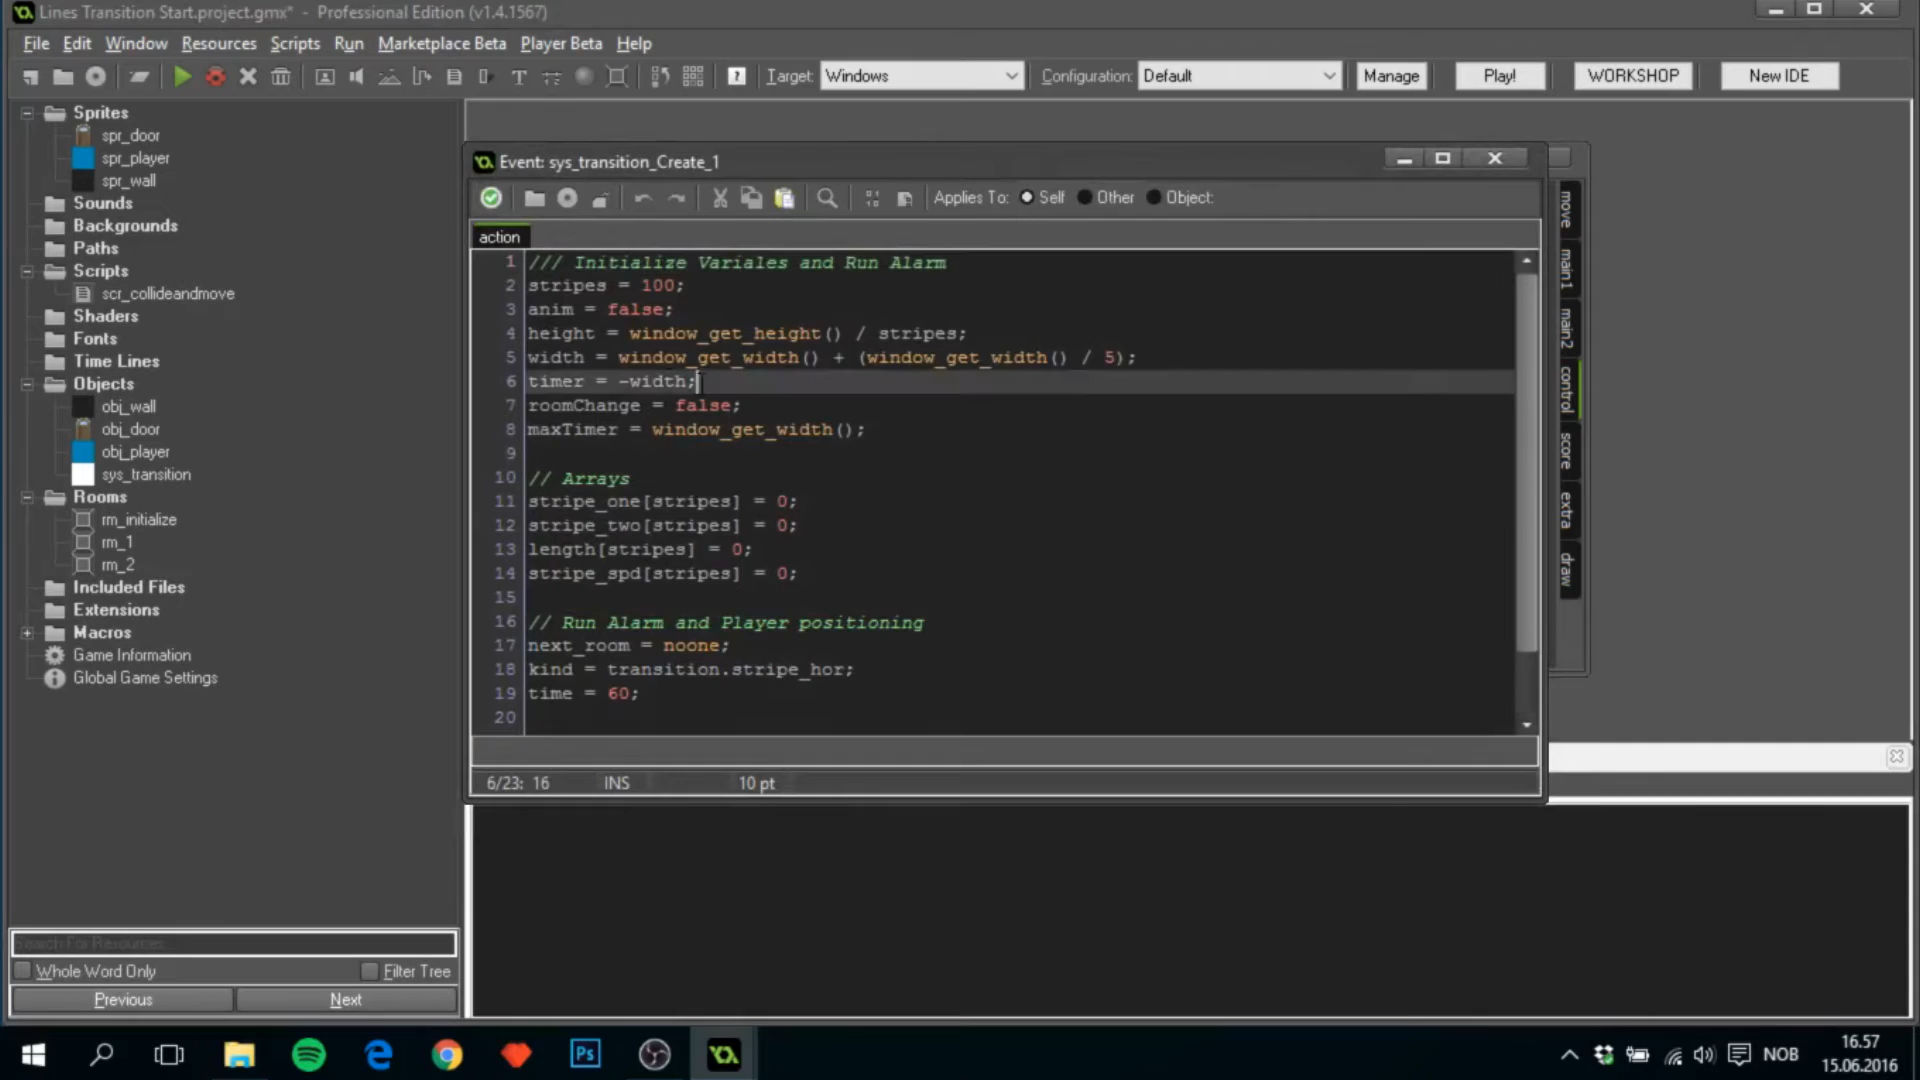 Lines Transition Start.project.gmx* - Professional Edition (v1.4.1567)
File Edit Window Resources Scripts Run Marketplace Beta Player Beta Help
Target: Windows Configuration: Default Manage Play! WORKSHOP New IDE
Sprites
spr_door
spr_player
spr_wall
Sounds
Backgrounds
Paths
Scripts
scr_collideandmove
Shaders
Fonts
Time Lines
Objects
obj_wall
obj_door
obj_player
sys_transition
Rooms
rm_initialize
rm_1
rm_2
Included Files
Extensions
Macros
Game Information
Global Game Settings
Search For Resources...
Whole Word Only Filter Tree
Previous Next
Event: sys_transition_Create_1
Applies To: Self Other Object:
action
1 /// Initialize Variales and Run Alarm
2 stripes = 100;
3 anim = false;
4 height = window_get_height() / stripes;
5 width = window_get_width() + (window_get_width() / 5);
6 timer = -width;
7 roomChange = false;
8 maxTimer = window_get_width();
9
10 // Arrays
11 stripe_one[stripes] = 0;
12 stripe_two[stripes] = 0;
13 length[stripes] = 0;
14 stripe_spd[stripes] = 0;
15
16 // Run Alarm and Player positioning
17 next_room = noone;
18 kind = transition.stripe_hor;
19 time = 60;
20
6/23: 16 INS 10 pt
move
main1
main2
control
score
extra
draw
Ps
NOB
16.57
15.06.2016